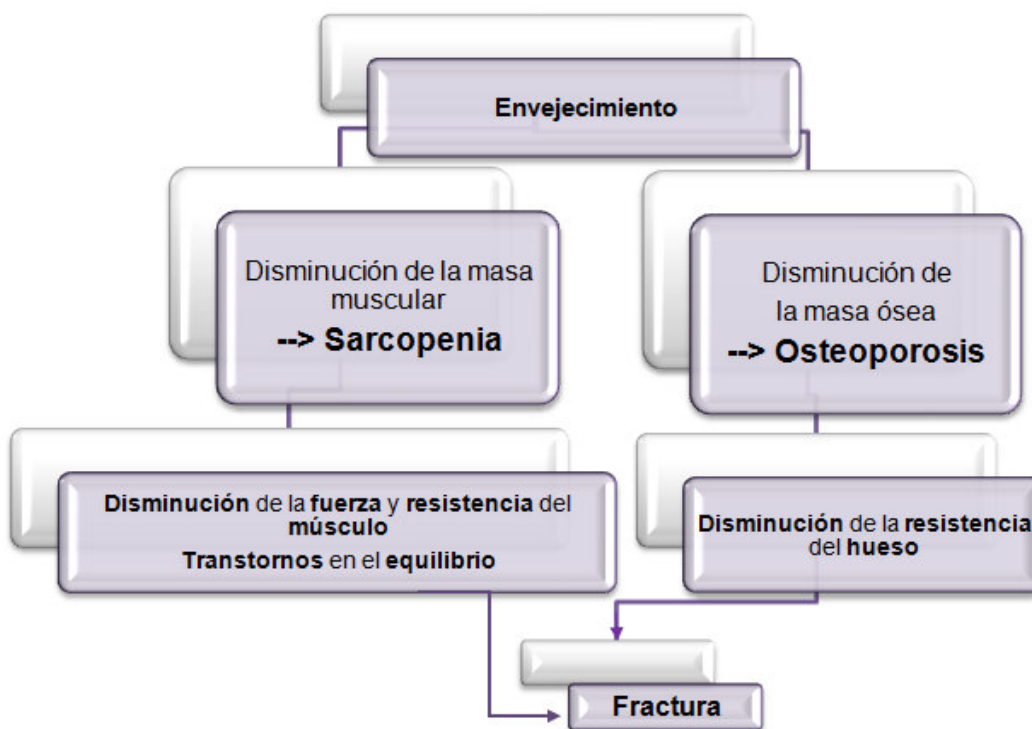 Envejecimiento
Disminución de la masa
muscular
--> Sarcopenia
Disminución de
la masa ósea
--> Osteoporosis
Disminución de la fuerza y resistencia del
músculo
Transtornos en el equilibrio
Disminución de la resistencia
del hueso
Fractura